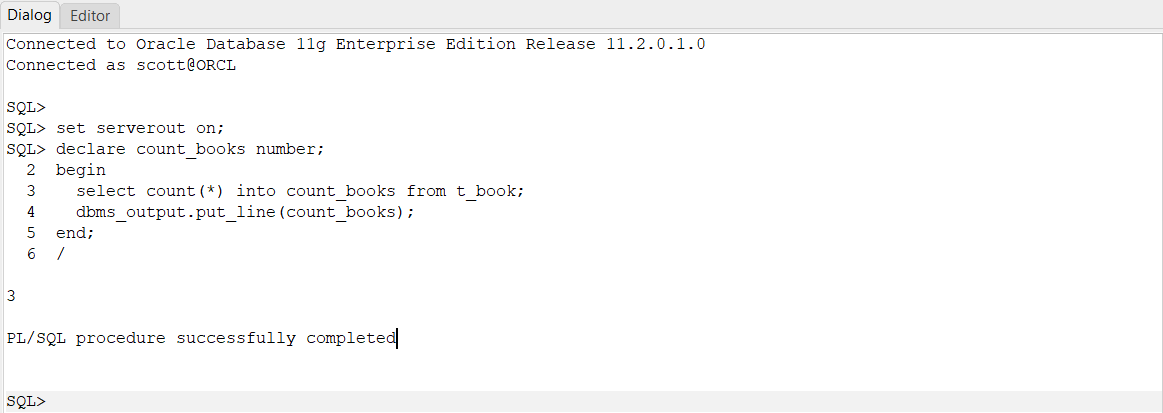 Dialog Editor
Connected to Oracle Database 11g Enterprise Edition Release 11.2.0.1.0
Connected as scott@ORCL
SQL>
SQL> set serverout on;
SQL> declare count_books number;
2 begin
3 select count(*) into count_books from t_book;
4 dbms_output.put_line(count_books);
5 end;
6 /
3
PL/SQL procedure successfully completed
SQL>